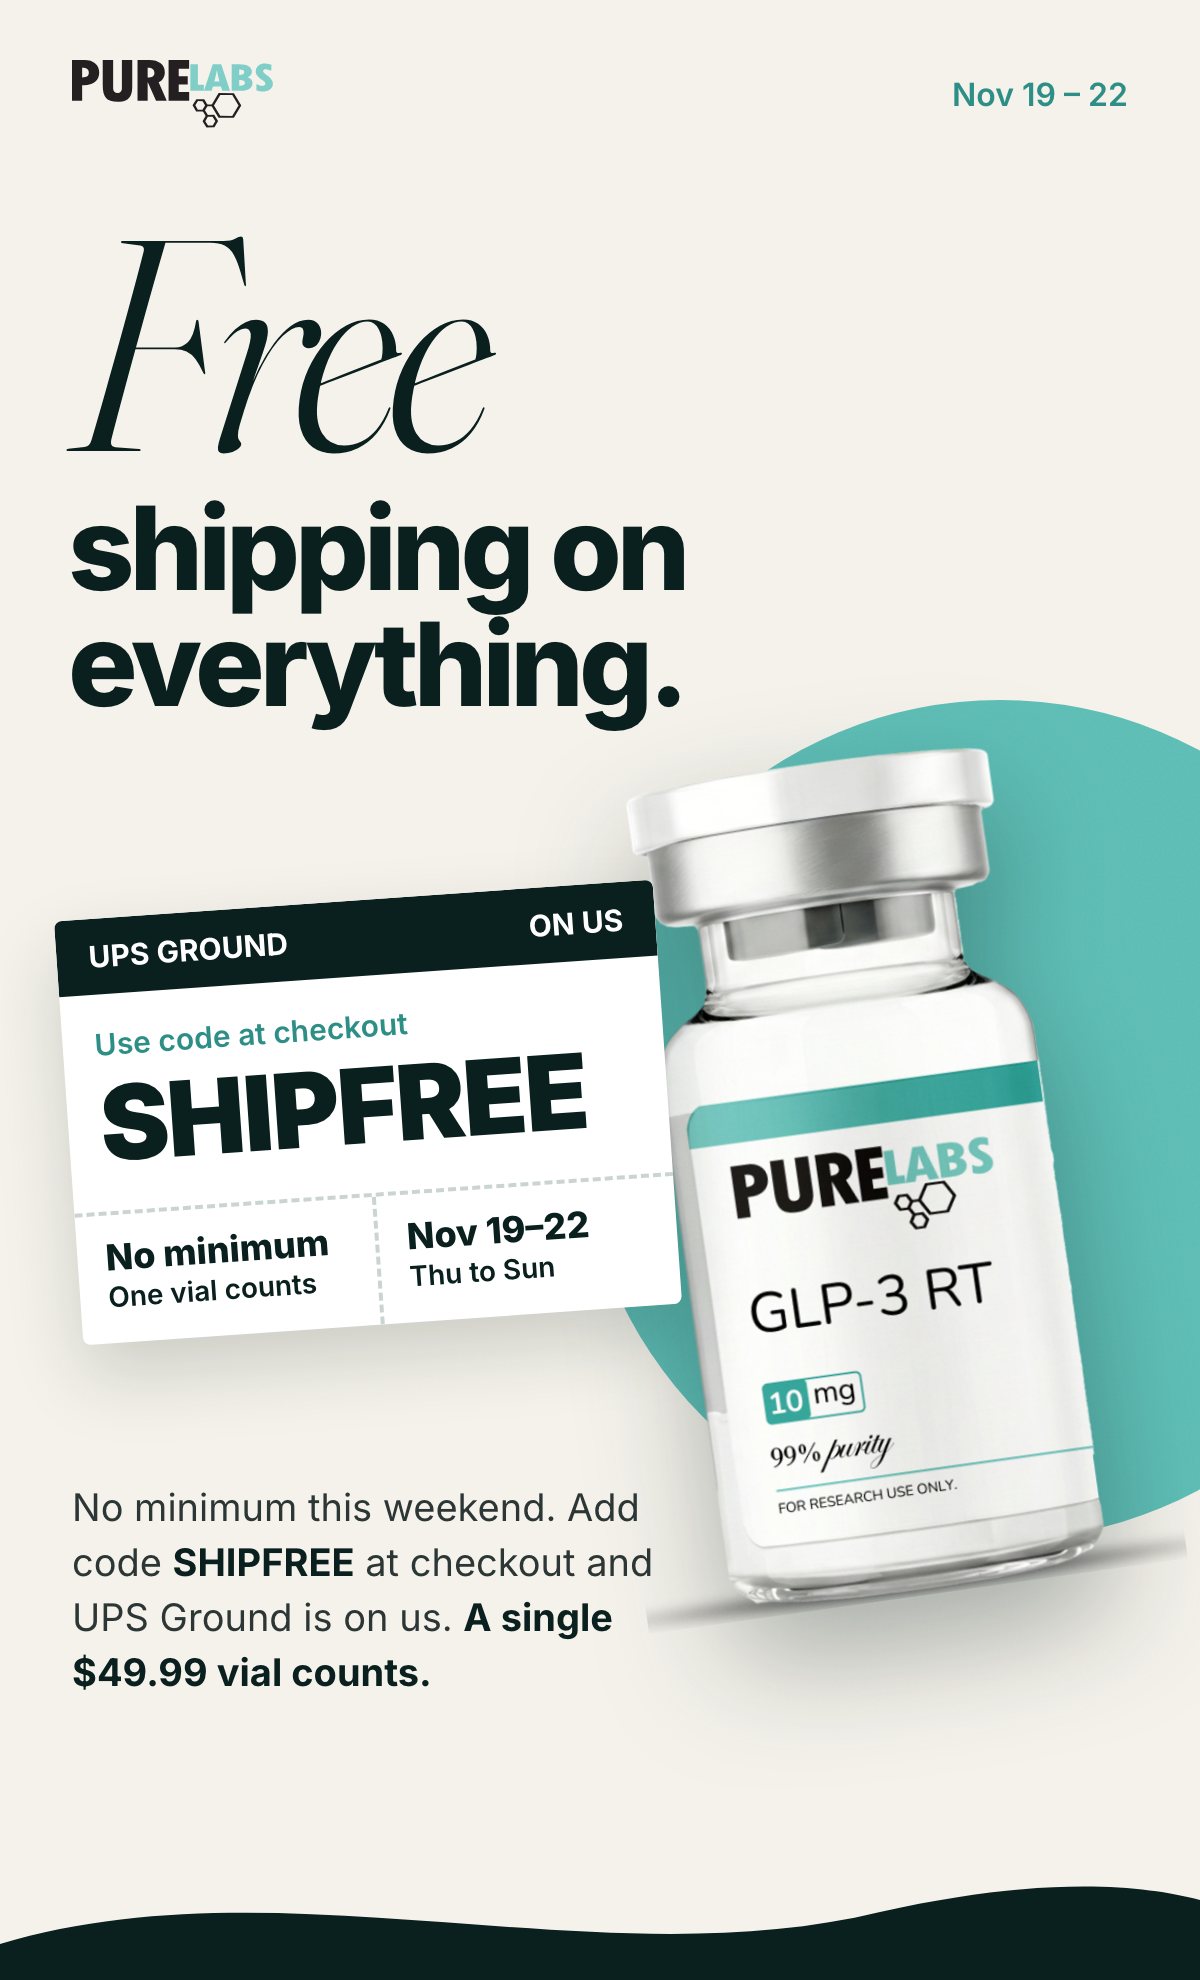 PURELABS
Nov 19 – 22
Free
shipping on
everything.
UPS GROUND
ON US
Use code at checkout
SHIPFREE
No minimum
One vial counts
Nov 19–22
Thu to Sun
PURELABS
GLP-3 RT
10 mg
99% purity
FOR RESEARCH USE ONLY.
No minimum this weekend. Add
code SHIPFREE at checkout and
UPS Ground is on us. A single
$49.99 vial counts.